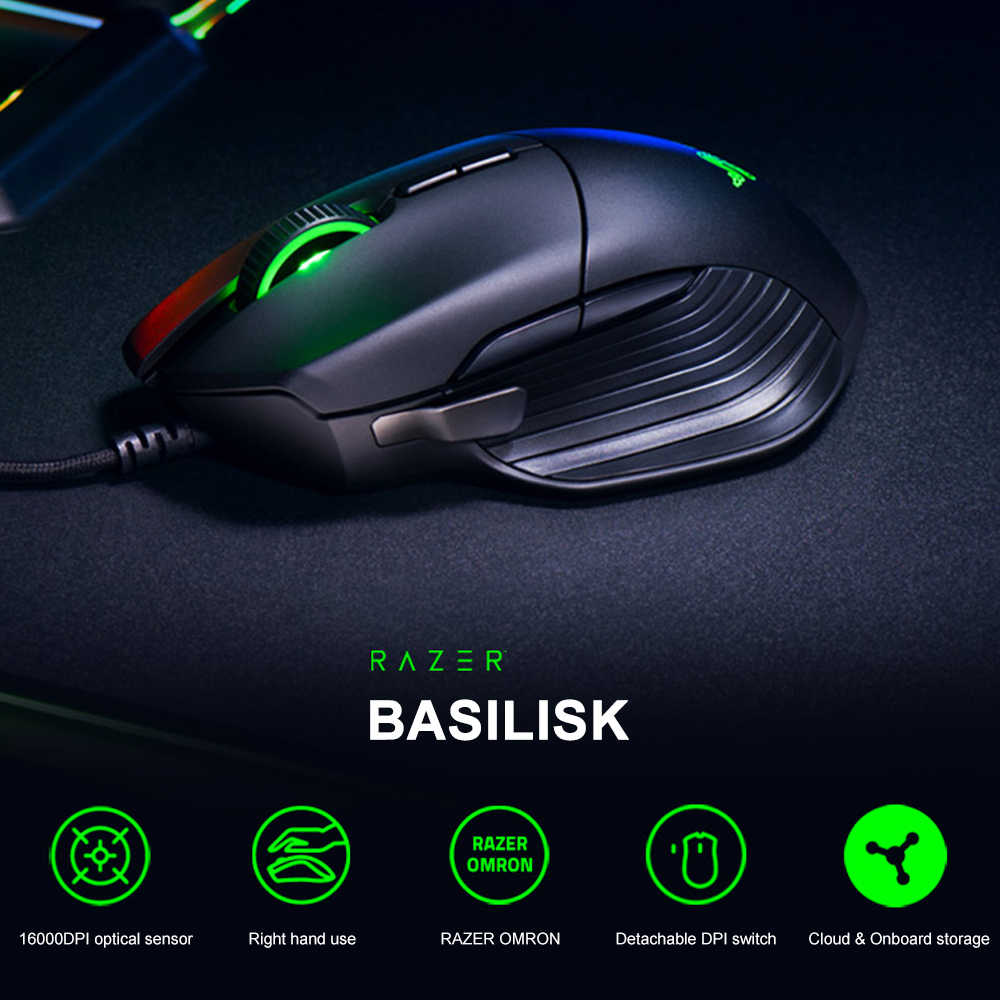 RAZER
BASILISK
RAZER
OMRON
16000DPI optical sensor
Right hand use
RAZER OMRON
Detachable DPI switch
Cloud & Onboard storage